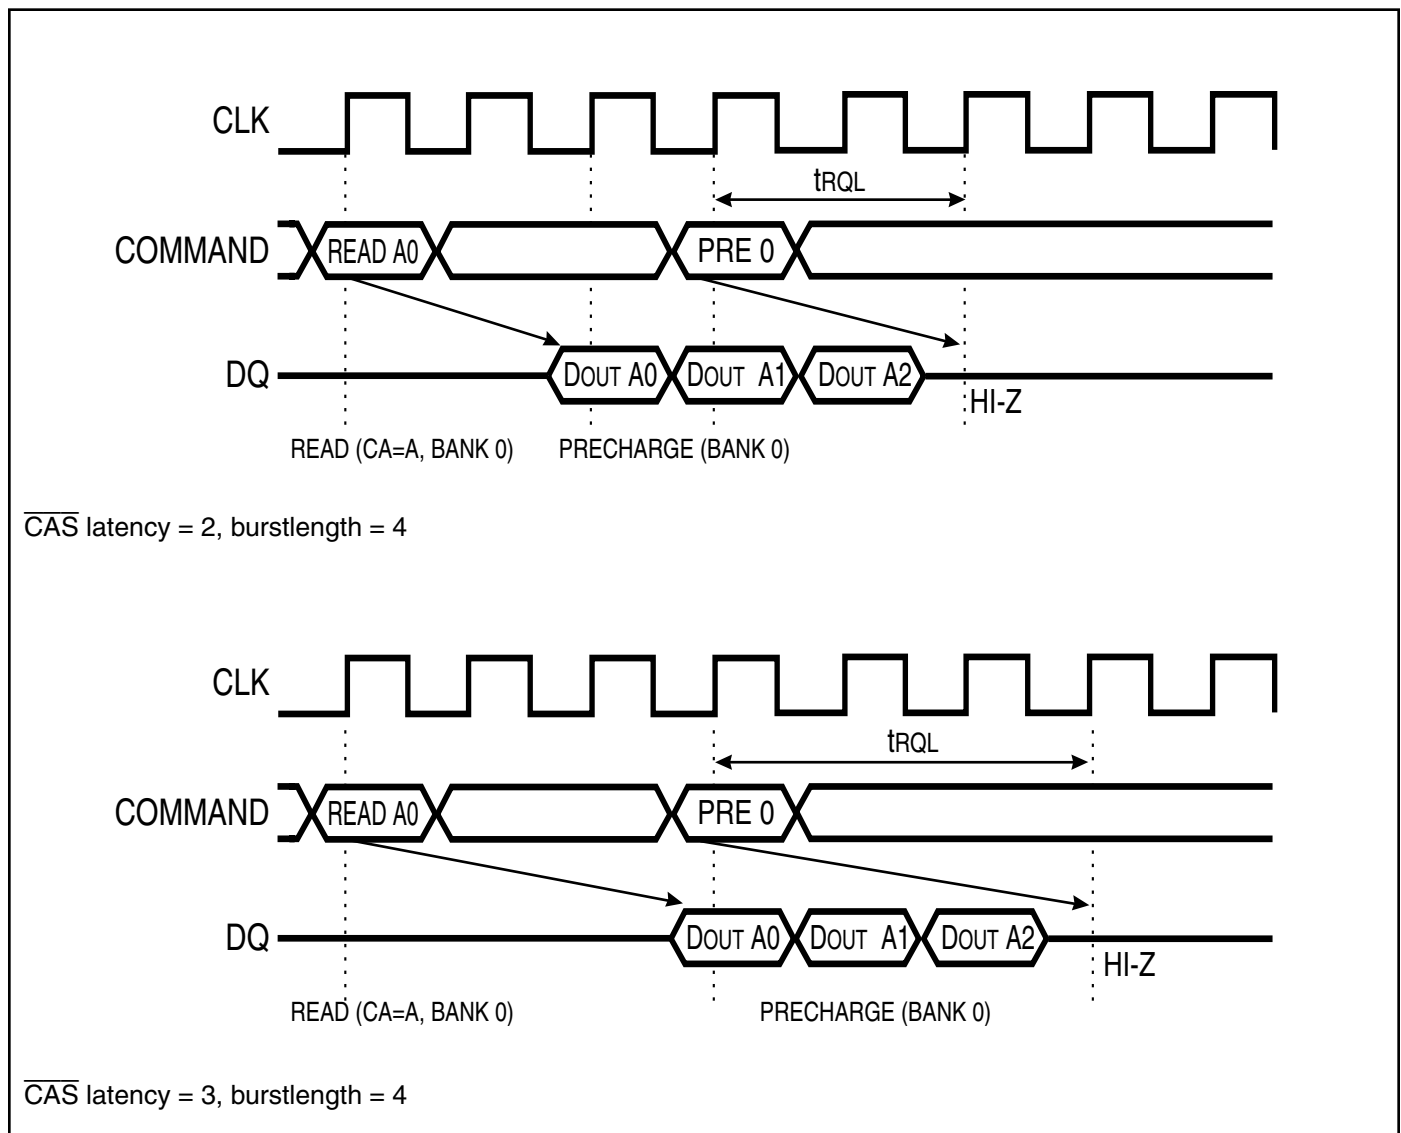 CLK
tRQL
COMMAND READ A0 PRE 0
DQ DOUT A0 DOUT A1 DOUT A2
HI-Z
READ (CA=A, BANK 0) PRECHARGE (BANK 0)
CAS latency = 2, burstlength = 4
CLK
tRQL
COMMAND READ A0 PRE 0
DQ DOUT A0 DOUT A1 DOUT A2
HI-Z
READ (CA=A, BANK 0) PRECHARGE (BANK 0)
CAS latency = 3, burstlength = 4